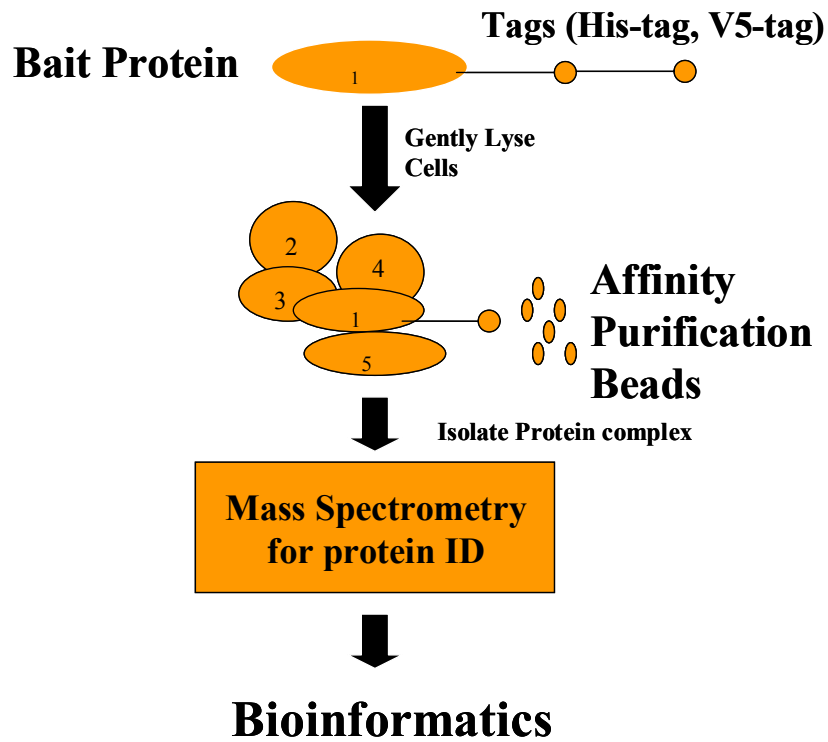 Tags (His-tag, V5-tag)
Bait Protein
1
Gently Lyse
Cells
2
4
3
1
5
Affinity
Purification
Beads
Isolate Protein complex
Mass Spectrometry
for protein ID
Bioinformatics